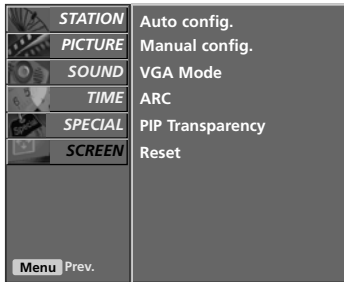 STATION
PICTURE
SOUND
TIME
SPECIAL
SCREEN
Menu Prev.
Auto config.
Manual config.
VGA Mode
ARC
PIP Transparency
Reset